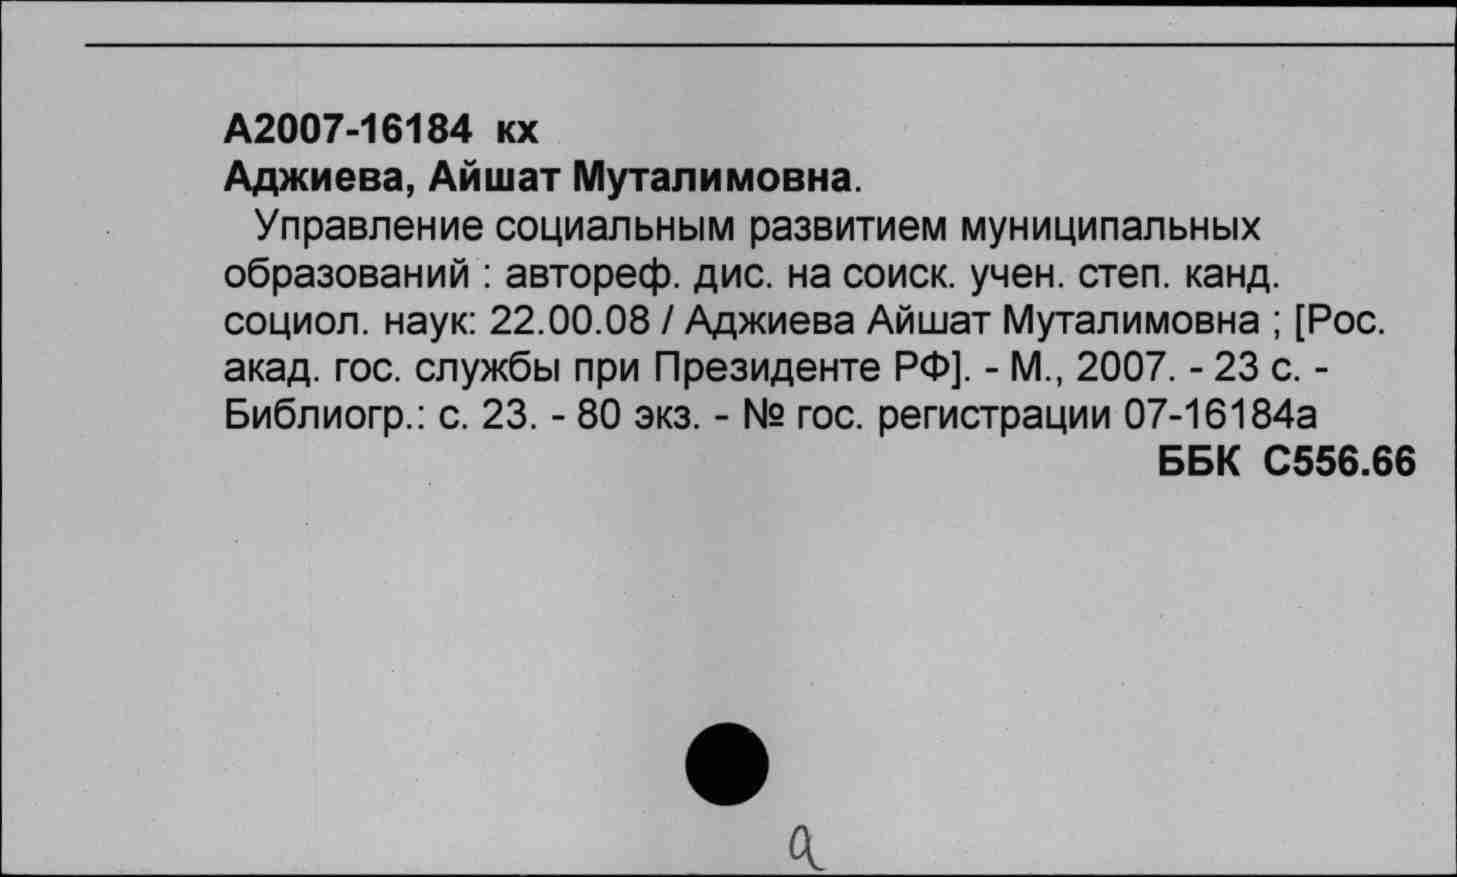 А2007-16184 кх
Аджиева, Айшат Муталимовна.
Управление социальным развитием муниципальных
образований : автореф. дис. на соиск. учен. степ. канд.
социол. наук: 22.00.08 / Аджиева Айшат Муталимовна ; [Рос.
акад. гос. службы при Президенте РФ]. - М., 2007. - 23 с. -
Библиогр.: с. 23. - 80 экз. - № гос. регистрации 07-16184а
ББК С556.66
а